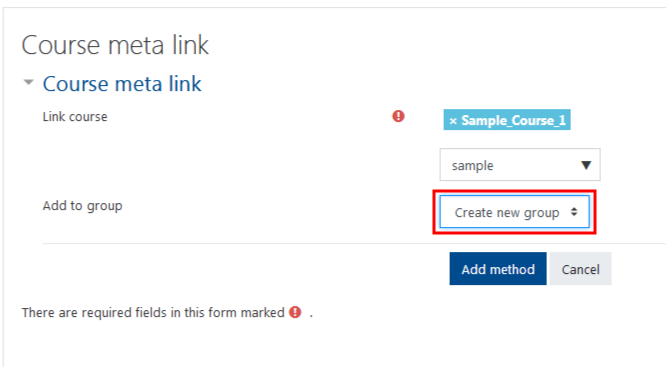 Course meta link
Course meta link
Link course
× Sample_Course_1
sample
Add to group
Create new group
Add method Cancel
There are required fields in this form marked .